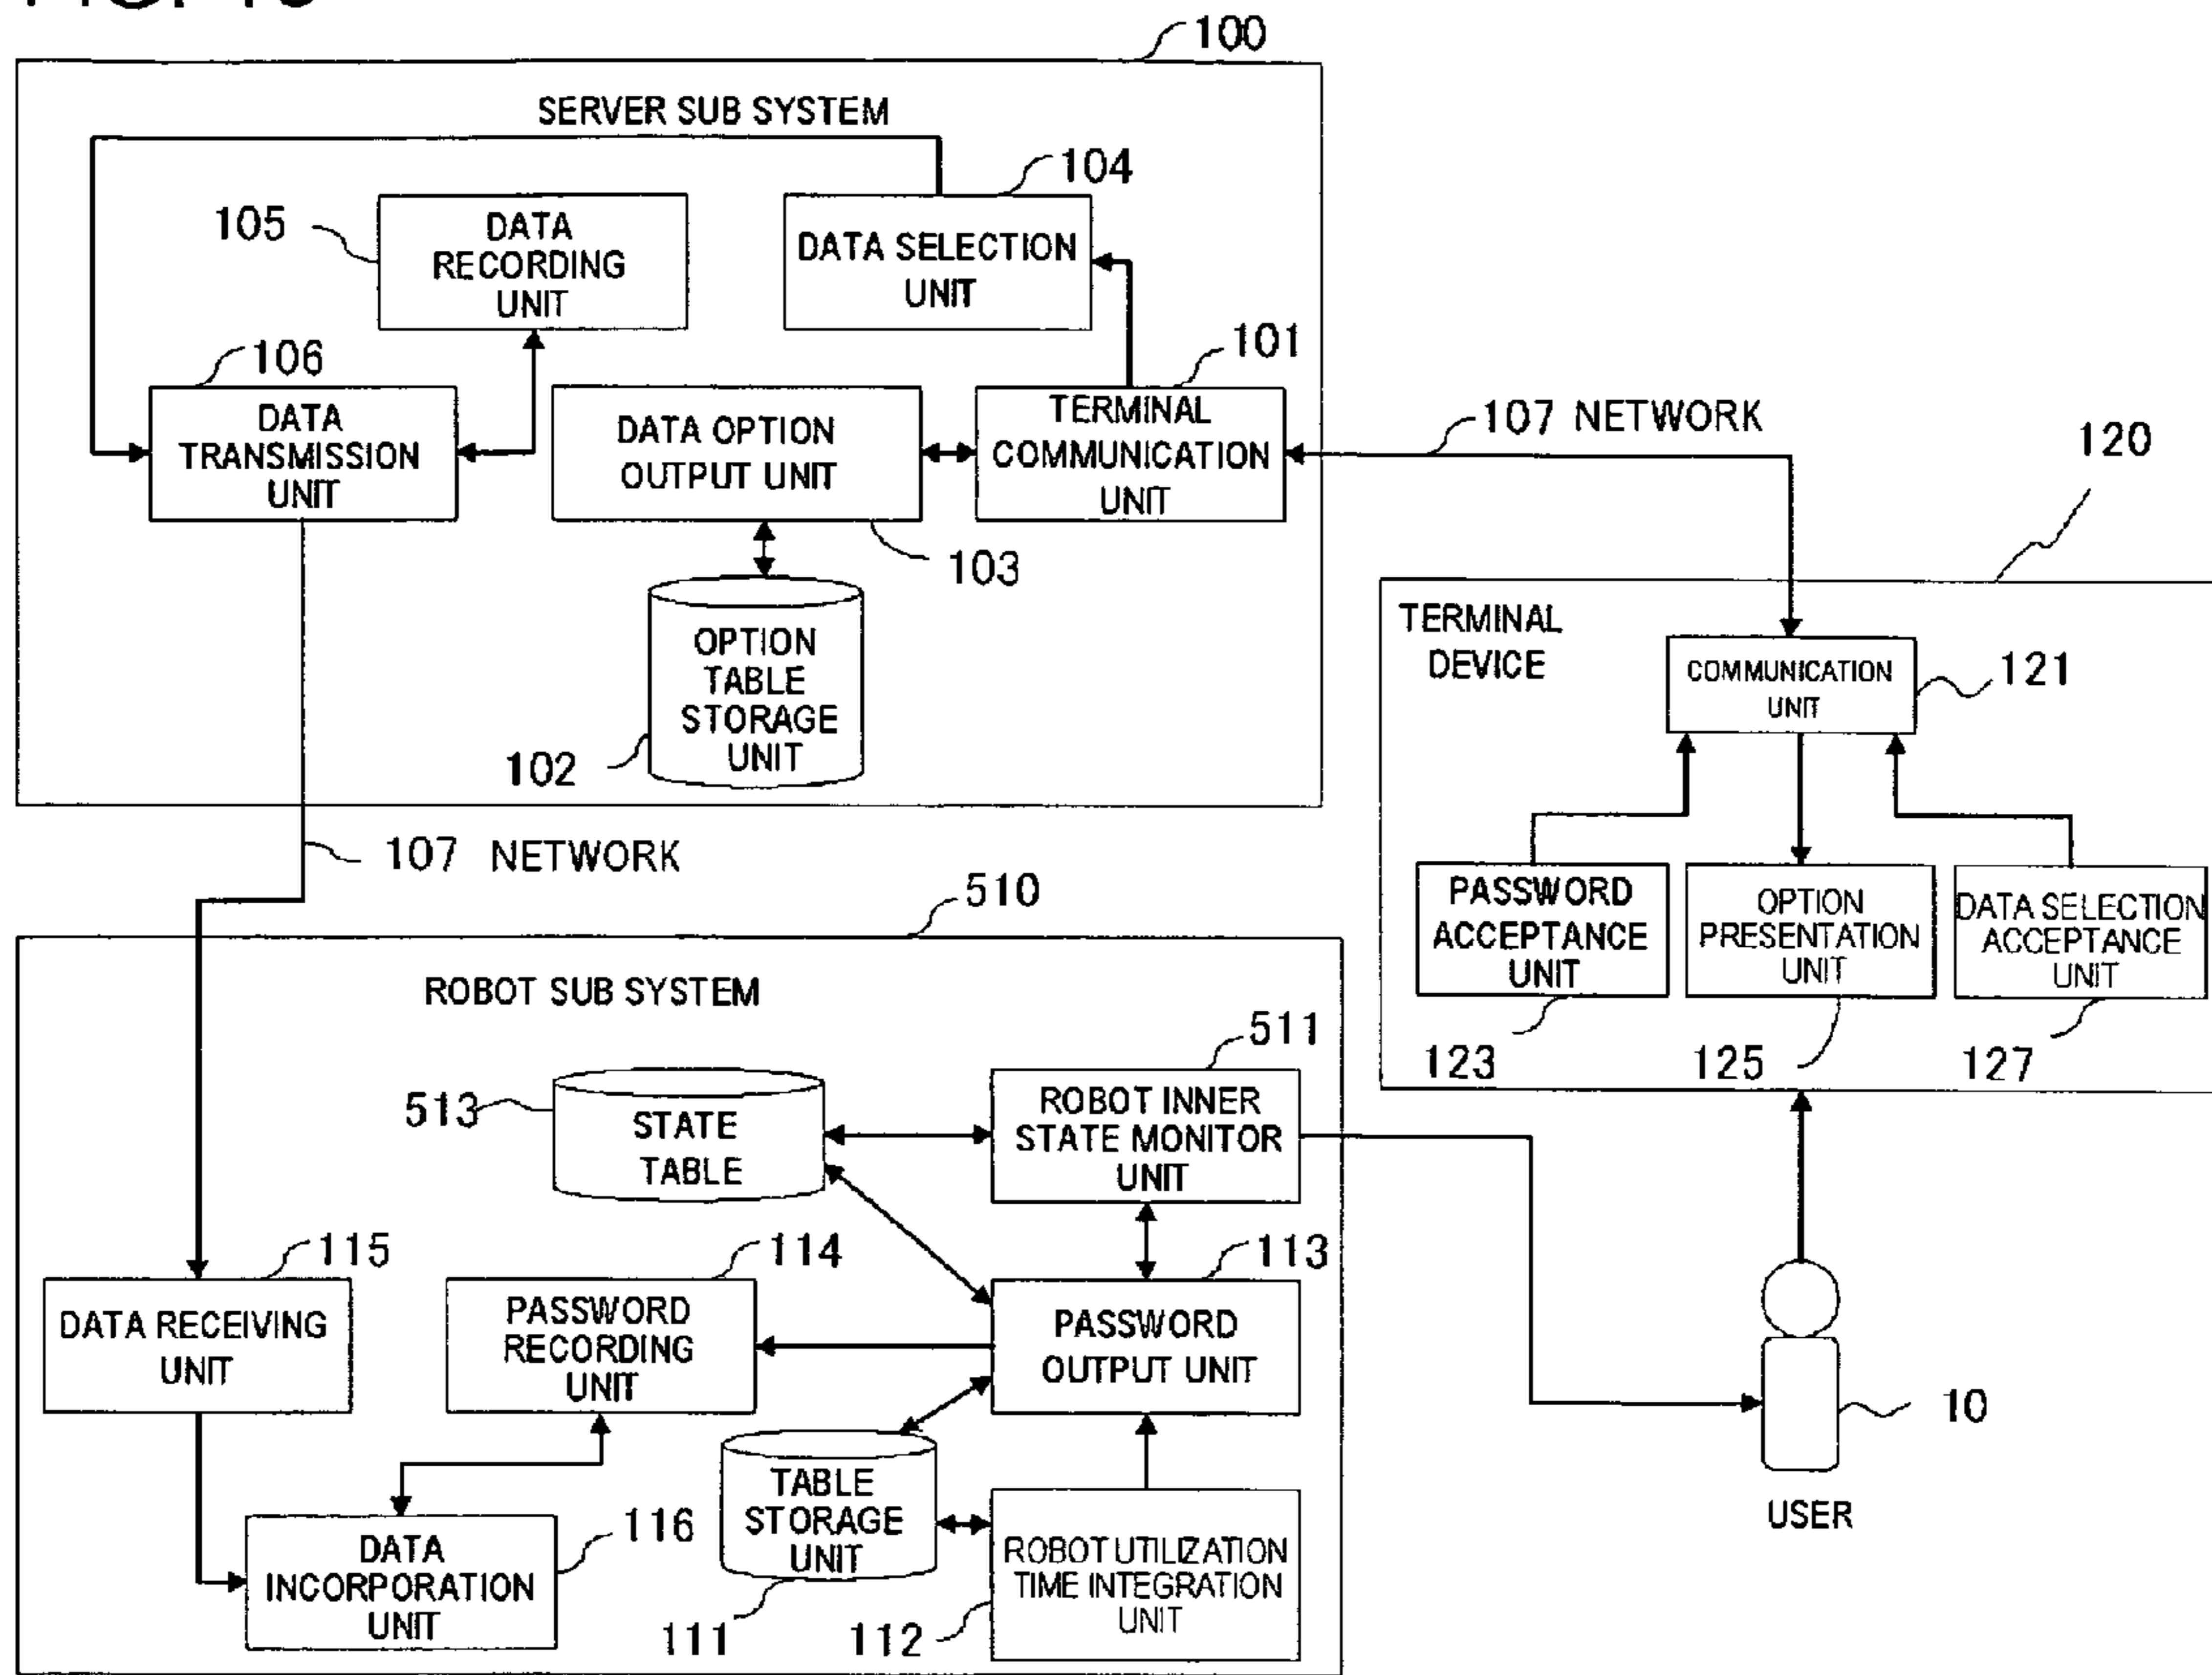 100
SERVER SUB SYSTEM
104
105
DATA
RECORDING
UNIT
DATA SELECTION
UNIT
106
101
DATA
TRANSMISSION
UNIT
DATA OPTION
OUTPUT UNIT
TERMINAL
COMMUNICATION
UNIT
107 NETWORK
120
103
OPTION
TABLE
STORAGE
UNIT
102
TERMINAL
DEVICE
COMMUNICATION
UNIT
121
PASSWORD
ACCEPTANCE
UNIT
OPTION
PRESENTATION
UNIT
DATA SELECTION
ACCEPTANCE
UNIT
123
125
127
107 NETWORK
510
ROBOT SUB SYSTEM
511
513
STATE
TABLE
ROBOT INNER
STATE MONITOR
UNIT
115
114
113
DATA RECEIVING
UNIT
PASSWORD
RECORDING
UNIT
PASSWORD
OUTPUT UNIT
10
USER
TABLE
STORAGE
UNIT
116
DATA
INCORPORATION
UNIT
ROBOT UTILIZATION
TIME INTEGRATION
UNIT
111
112